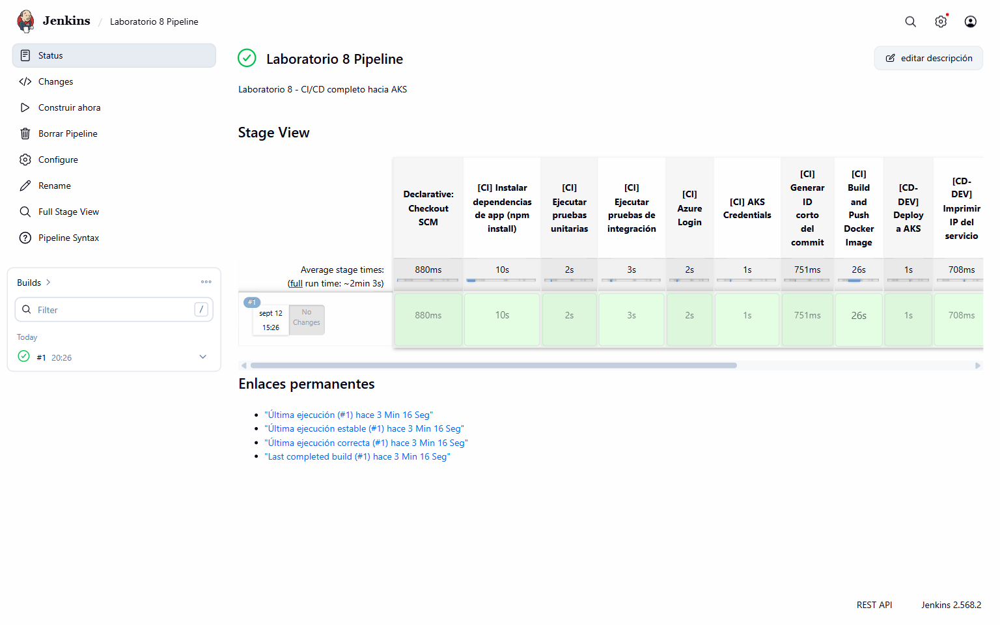 Jenkins / Laboratorio 8 Pipeline
Status
Changes
Construir ahora
Borrar Pipeline
Configure
Rename
Full Stage View
Pipeline Syntax
Builds
Filter /
Today
#1 20:26
Laboratorio 8 Pipeline
editar descripción
Laboratorio 8 - CI/CD completo hacia AKS
Stage View
Declarative:
Checkout
SCM
[CI] Instalar
dependencias
de app (npm
install)
[CI]
Ejecutar
pruebas
unitarias
[CI]
Ejecutar
pruebas de
integración
[CI]
Azure
Login
[CI] AKS
Credentials
[CI]
Generar
ID
corto
del
commit
[CI]
Build
and
Push
Docker
Image
[CD-
DEV]
Deploy
a AKS
[CD-
DEV]
Imprimir
IP del
servicio
Average stage times:
(full run time: ~2min 3s)
880ms 10s 2s 3s 2s 1s 751ms 26s 1s 708ms
#1
sept 12
15:26
No
Changes
880ms 10s 2s 3s 2s 1s 751ms 26s 1s 708ms
Enlaces permanentes
"Última ejecución (#1) hace 3 Min 16 Seg"
"Última ejecución estable (#1) hace 3 Min 16 Seg"
"Última ejecución correcta (#1) hace 3 Min 16 Seg"
"Last completed build (#1) hace 3 Min 16 Seg"
REST API Jenkins 2.568.2